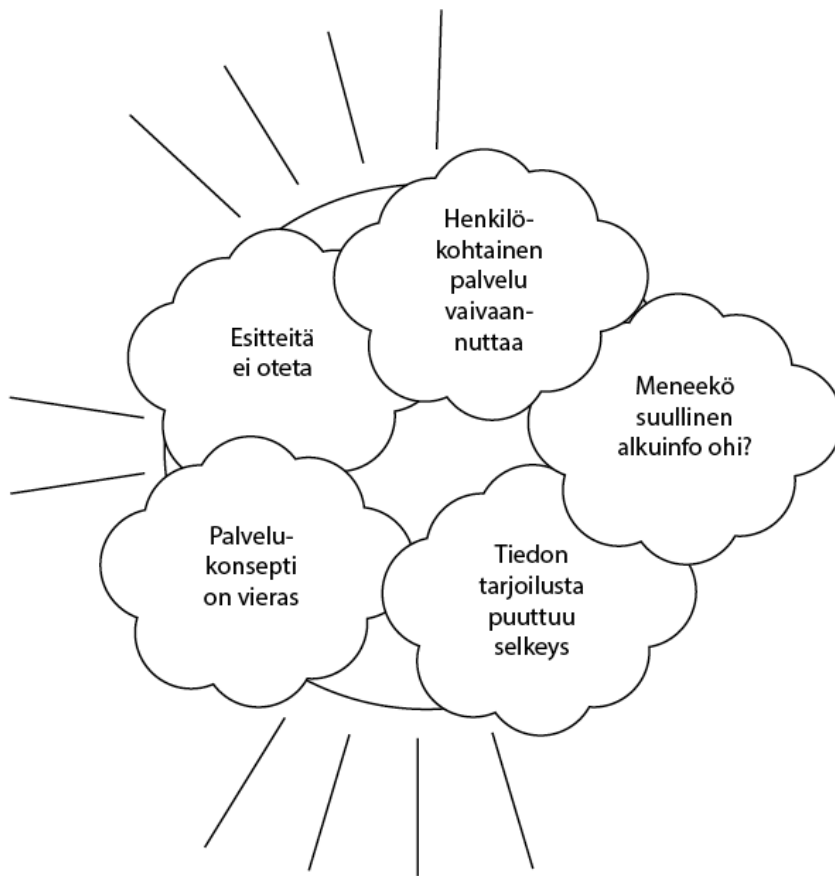 Henkilö-
kohtainen
palvelu
vaivaan-
nuttaa
Esitteitä
ei oteta
Meneekö
suullinen
alkuinfo ohi?
Palvelu-
konsepti
on vieras
Tiedon
tarjoilusta
puuttuu
selkeys